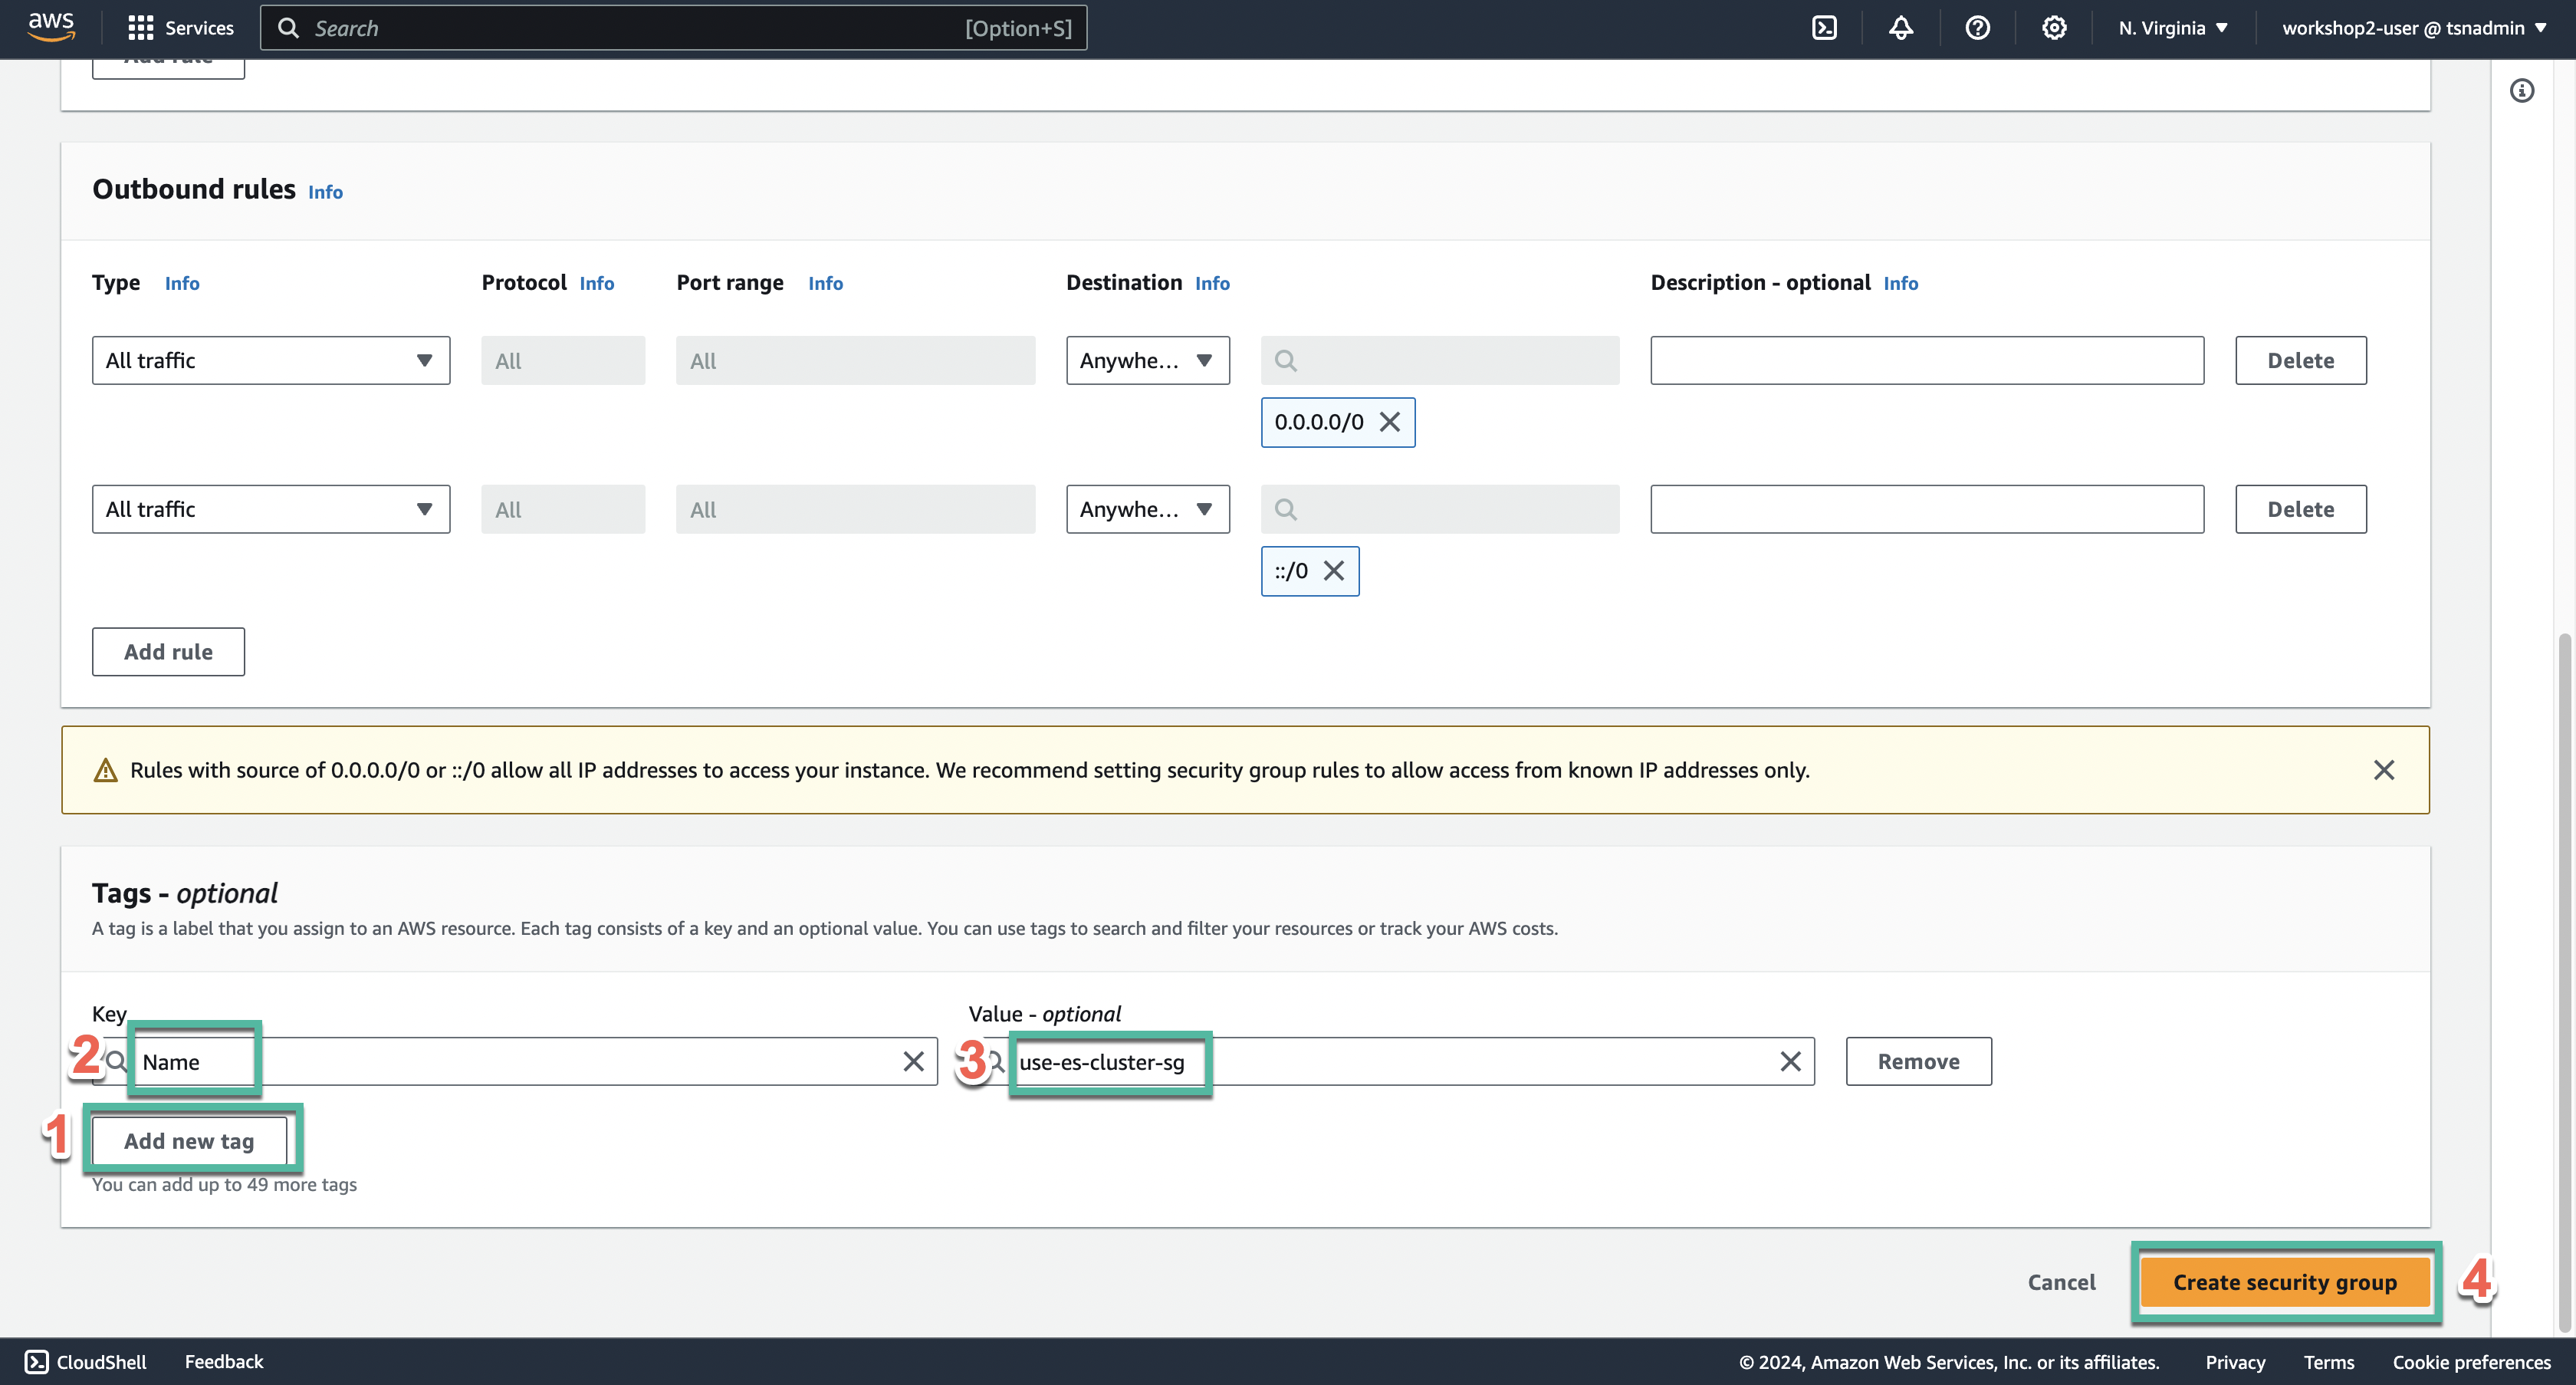 aws Services Search [Option+S] N. Virginia workshop2-user @ tsnadmin
Add rule
Outbound rules Info
Type Info Protocol Info Port range Info Destination Info Description - optional Info
All traffic All All Anywhe... Delete
0.0.0.0/0
All traffic All All Anywhe... Delete
::/0
Add rule
Rules with source of 0.0.0.0/0 or ::/0 allow all IP addresses to access your instance. We recommend setting security group rules to allow access from known IP addresses only.
Tags - optional
A tag is a label that you assign to an AWS resource. Each tag consists of a key and an optional value. You can use tags to search and filter your resources or track your AWS costs.
Key Value - optional
2 Name 3 use-es-cluster-sg Remove
1 Add new tag
You can add up to 49 more tags
Cancel Create security group 4
CloudShell Feedback © 2024, Amazon Web Services, Inc. or its affiliates. Privacy Terms Cookie preferences